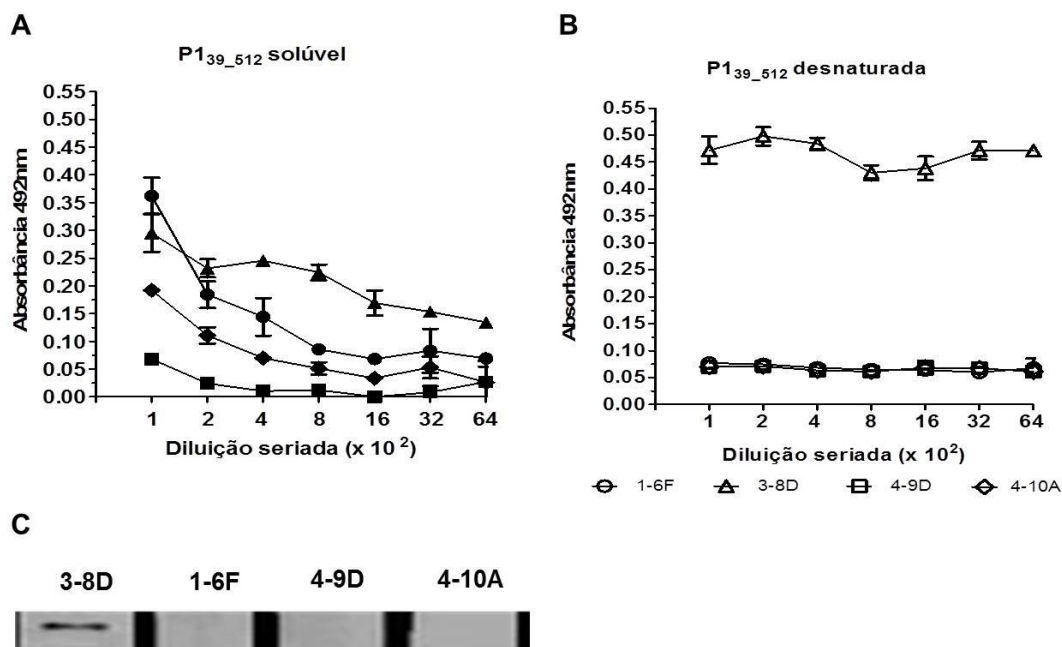 A
P1₃₉_₅₁₂ solúvel
Absorbância 492nm
0.55
0.50
0.45
0.40
0.35
0.30
0.25
0.20
0.15
0.10
0.05
0.00
1 2 4 8 16 32 64
Diluição seriada (x 10 ²)
B
P1₃₉_₅₁₂ desnaturada
Absorbância 492nm
0.55
0.50
0.45
0.40
0.35
0.30
0.25
0.20
0.15
0.10
0.05
0.00
1 2 4 8 16 32 64
Diluição seriada (x 10²)
1-6F 3-8D 4-9D 4-10A
C
3-8D 1-6F 4-9D 4-10A